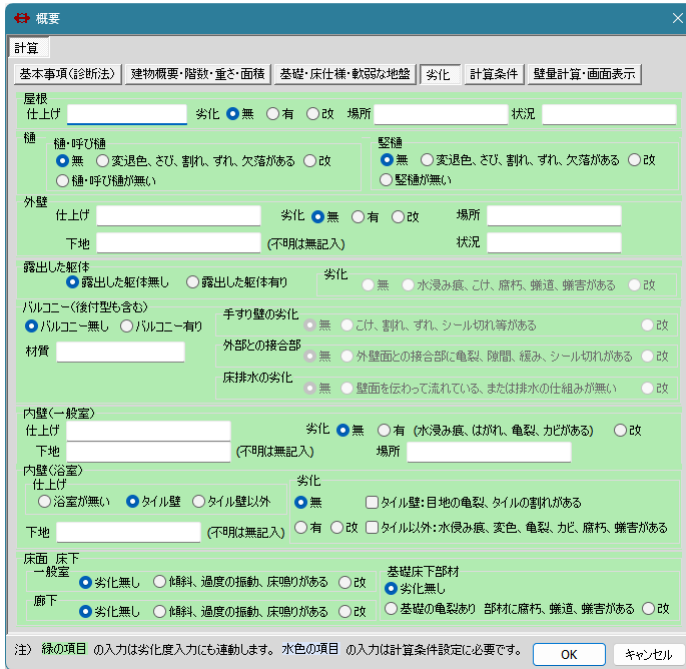 概要
計算
基本事項(診断法) 建物概要・階数・重さ・面積 基礎・床仕様・軟弱な地盤 劣化 計算条件 壁量計算・画面表示
屋根
仕上げ 劣化 無 有 改 場所 状況
樋
樋・呼び樋 竪樋
無 変退色、さび、割れ、ずれ、欠落がある 改 無 変退色、さび、割れ、ずれ、欠落がある 改
樋・呼び樋が無い 竪樋が無い
外壁
仕上げ 劣化 無 有 改 場所
下地 (不明は無記入) 状況
露出した躯体 劣化
露出した躯体無し 露出した躯体有り 無 水浸み痕、こけ、腐朽、蟻道、蟻害がある 改
バルコニー(後付型も含む) 手すり壁の劣化
バルコニー無し バルコニー有り 無 こけ、割れ、ずれ、シール切れ等がある 改
材質 外部との接合部
無 外壁面との接合部に亀裂、隙間、緩み、シール切れがある 改
床排水の劣化
無 壁面を伝わって流れている、または排水の仕組みが無い 改
内壁(一般室)
仕上げ 劣化 無 有 (水浸み痕、はがれ、亀裂、カビがある) 改
下地 (不明は無記入) 場所
内壁(浴室)
仕上げ 劣化
浴室が無い タイル壁 タイル壁以外 無 タイル壁:目地の亀裂、タイルの割れがある
下地 (不明は無記入) 有 改 タイル以外:水浸み痕、変色、亀裂、カビ、腐朽、蟻害がある
床面 床下
一般室 基礎床下部材
劣化無し 傾斜、過度の振動、床鳴りがある 改 劣化無し
廊下
劣化無し 傾斜、過度の振動、床鳴りがある 改 基礎の亀裂あり 部材に腐朽、蟻道、蟻害がある 改
注) 緑の項目 の入力は劣化度入力にも連動します。 水色の項目 の入力は計算条件設定に必要です。 OK キャンセル